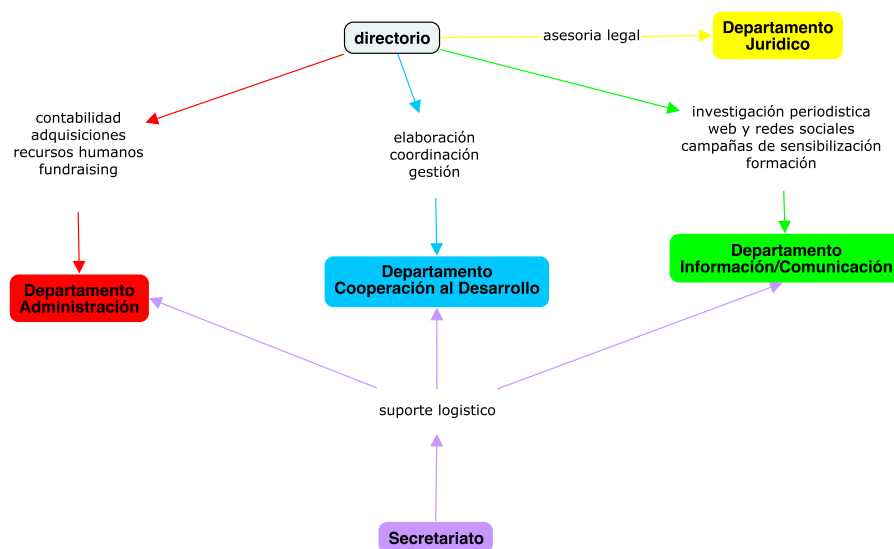 directorio
asesoria legal
Departamento
Juridico
contabilidad
adquisiciones
recursos humanos
fundraising
elaboración
coordinación
gestión
investigación periodistica
web y redes sociales
campañas de sensibilización
formación
Departamento
Administración
Departamento
Cooperación al Desarrollo
Departamento
Información/Comunicación
suporte logistico
Secretariato